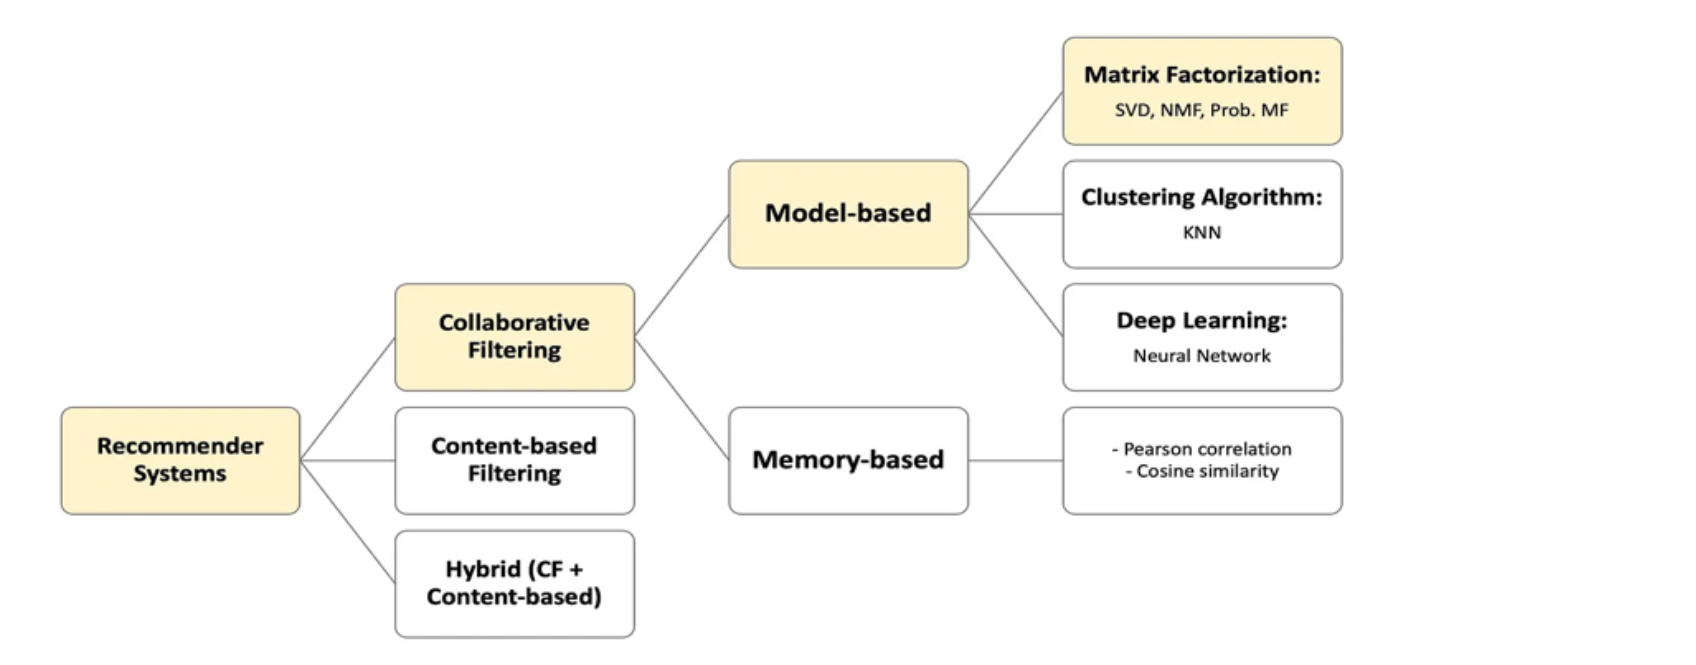 Recommender
Systems
Collaborative
Filtering
Content-based
Filtering
Hybrid (CF +
Content-based)
Model-based
Memory-based
Matrix Factorization:
SVD, NMF, Prob. MF
Clustering Algorithm:
KNN
Deep Learning:
Neural Network
- Pearson correlation
- Cosine similarity